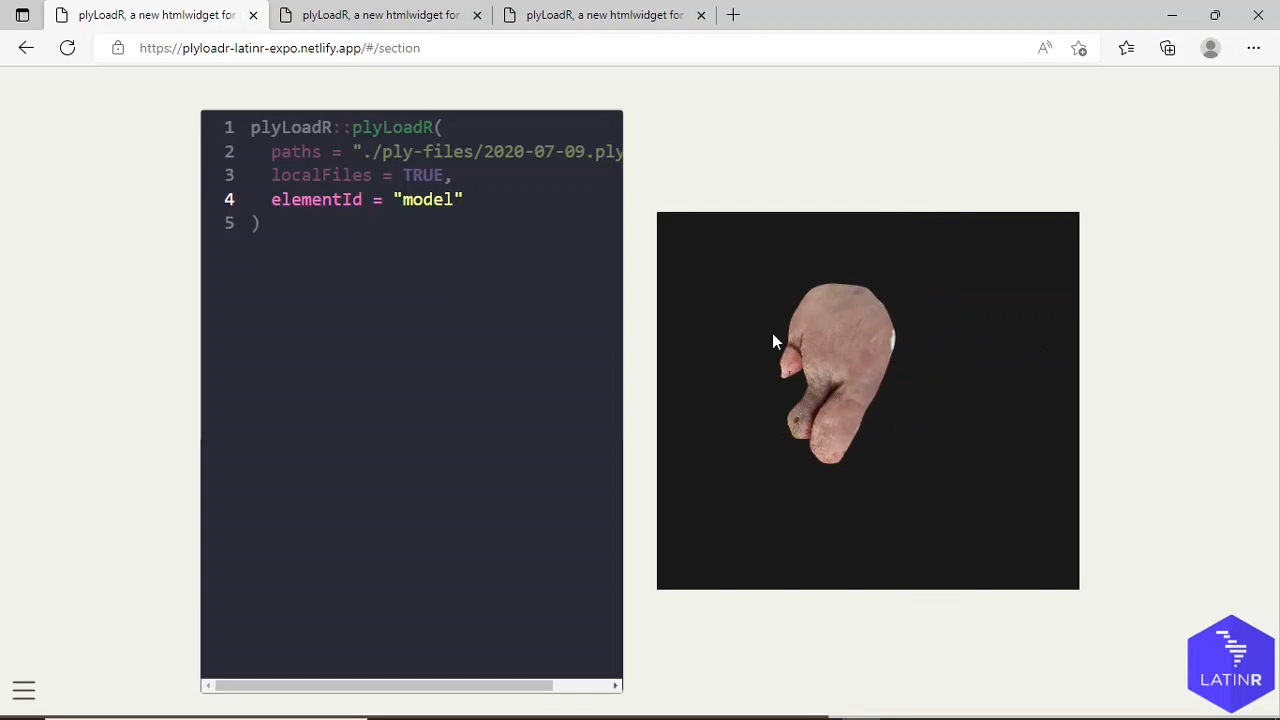 plyLoadR, a new htmlwidget for
plyLoadR, a new htmlwidget for
plyLoadR, a new htmlwidget for
https://plyloadr-latinr-expo.netlify.app/#/section
1 plyLoadR::plyLoadR(
2 paths = "./ply-files/2020-07-09.ply
3 localFiles = TRUE,
4 elementId = "model"
5 )
LATINR